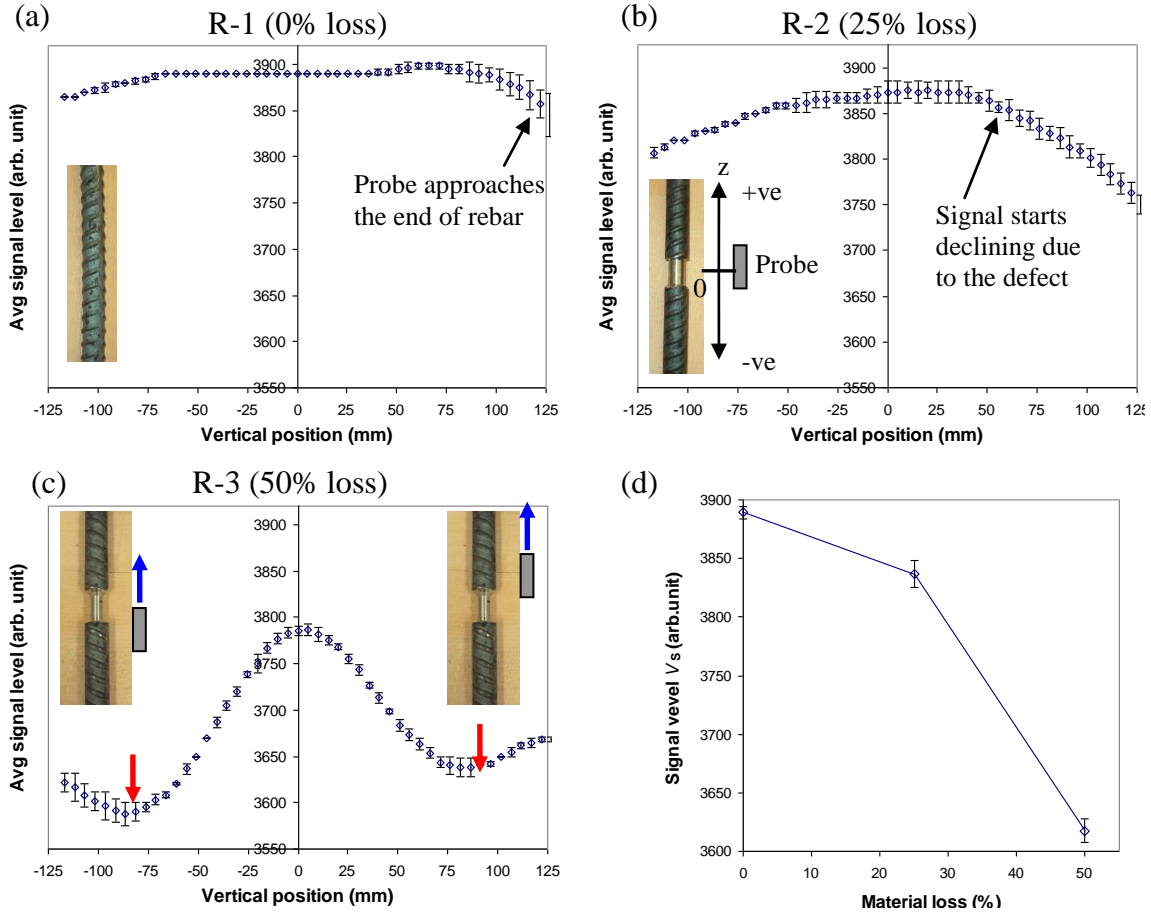 (a)
R-1 (0% loss)
3900
3850
3800
3750
3700
3650
3600
3550
Avg signal level (arb. unit)
Probe approaches
the end of rebar
-125 -100 -75 -50 -25 0 25 50 75 100 125
Vertical position (mm)
(b)
R-2 (25% loss)
3900
3850
3800
3750
3700
3650
3600
3550
Avg signal level (arb. unit)
z
+ve
Probe
0
-ve
Signal starts
declining due
to the defect
-125 -100 -75 -50 -25 0 25 50 75 100 125
Vertical position (mm)
(c)
R-3 (50% loss)
3900
3850
3800
3750
3700
3650
3600
3550
Avg signal level (arb. unit)
-125 -100 -75 -50 -25 0 25 50 75 100 125
Vertical position (mm)
(d)
3900
3850
3800
3750
3700
3650
3600
Signal vevel Vs (arb.unit)
0 10 20 30 40 50
Material loss (%)